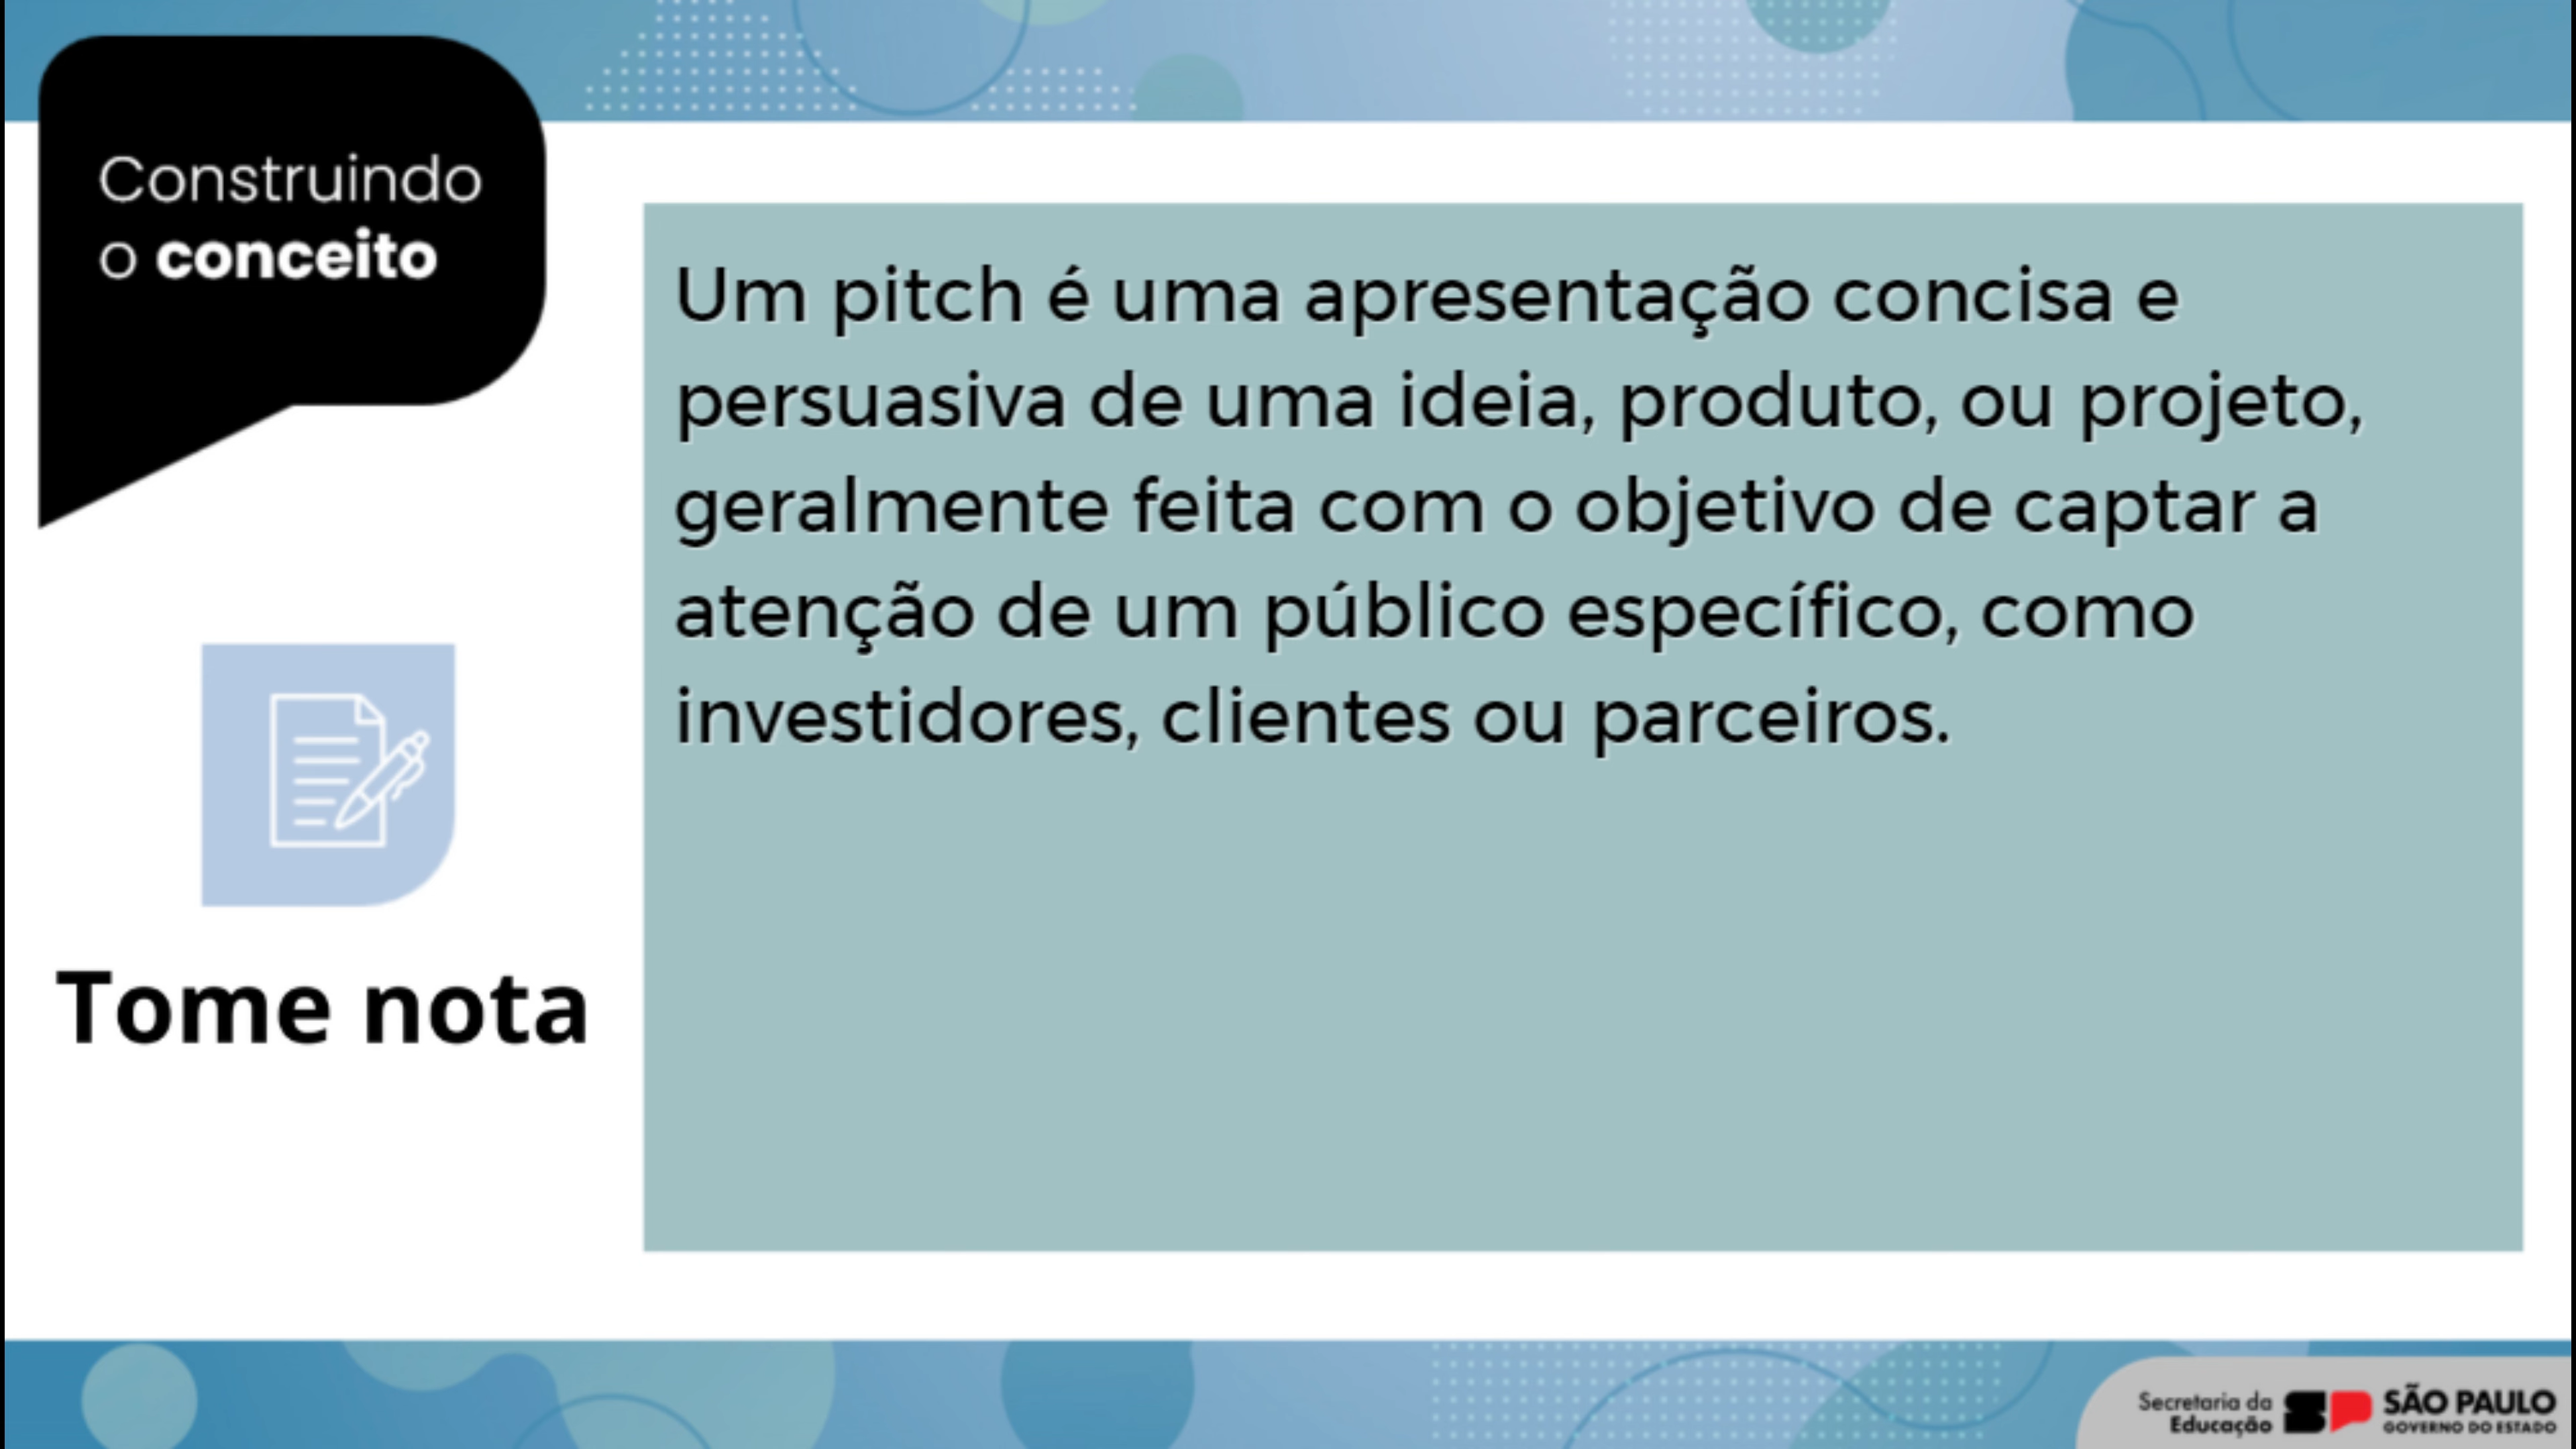 Construindo
o conceito
Um pitch é uma apresentação concisa e
persuasiva de uma ideia, produto, ou projeto,
geralmente feita com o objetivo de captar a
atenção de um público específico, como
investidores, clientes ou parceiros.
Tome nota
Secretaria da
Educação
SÃO PAULO
GOVERNO DO ESTADO